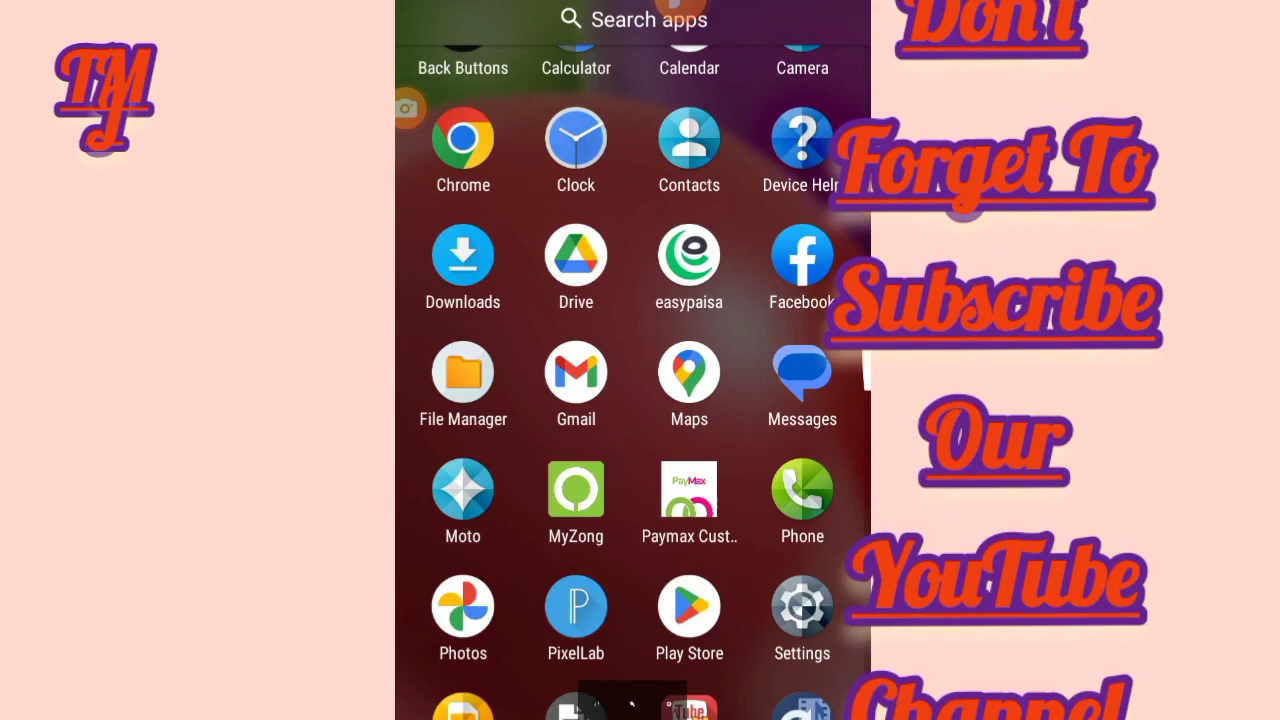 TMJ
Search apps
Back Buttons Calculator Calendar Camera
Chrome Clock Contacts Device Help
Downloads Drive easypaisa Facebook
File Manager Gmail Maps Messages
PayMax
Moto MyZong Paymax Cust.. Phone
Photos PixelLab Play Store Settings
Tube
Don't
Forget To
Subscribe
Our
YouTube
Channel